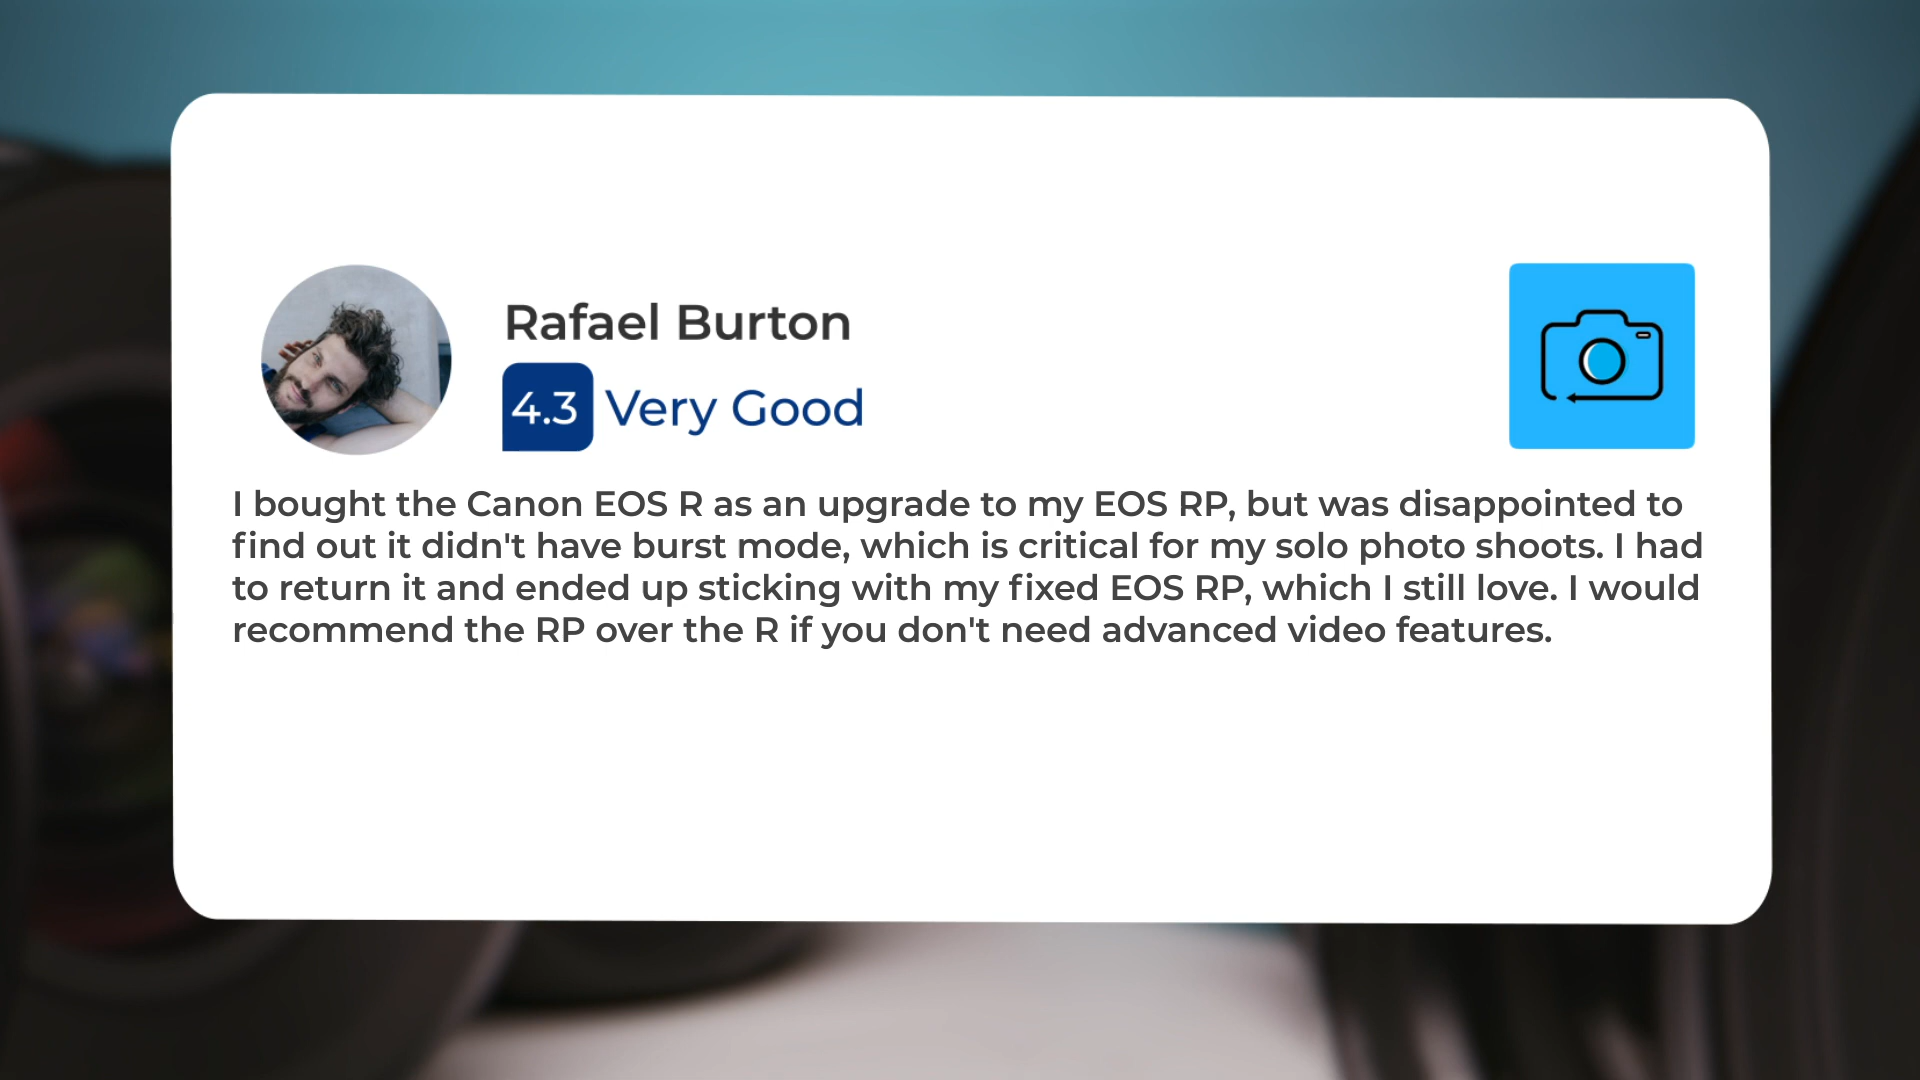 Rafael Burton
4.3 Very Good
I bought the Canon EOS R as an upgrade to my EOS RP, but was disappointed to
find out it didn't have burst mode, which is critical for my solo photo shoots. I had
to return it and ended up sticking with my fixed EOS RP, which I still love. I would
recommend the RP over the R if you don't need advanced video features.